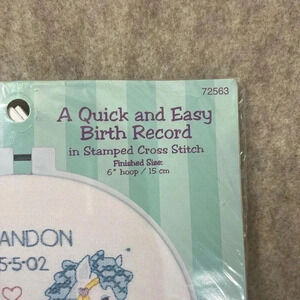 72563
A Quick and Easy
Birth Record
in Stamped Cross Stitch
Finished Size:
6" hoop / 15 cm
ANDON
5-5-02